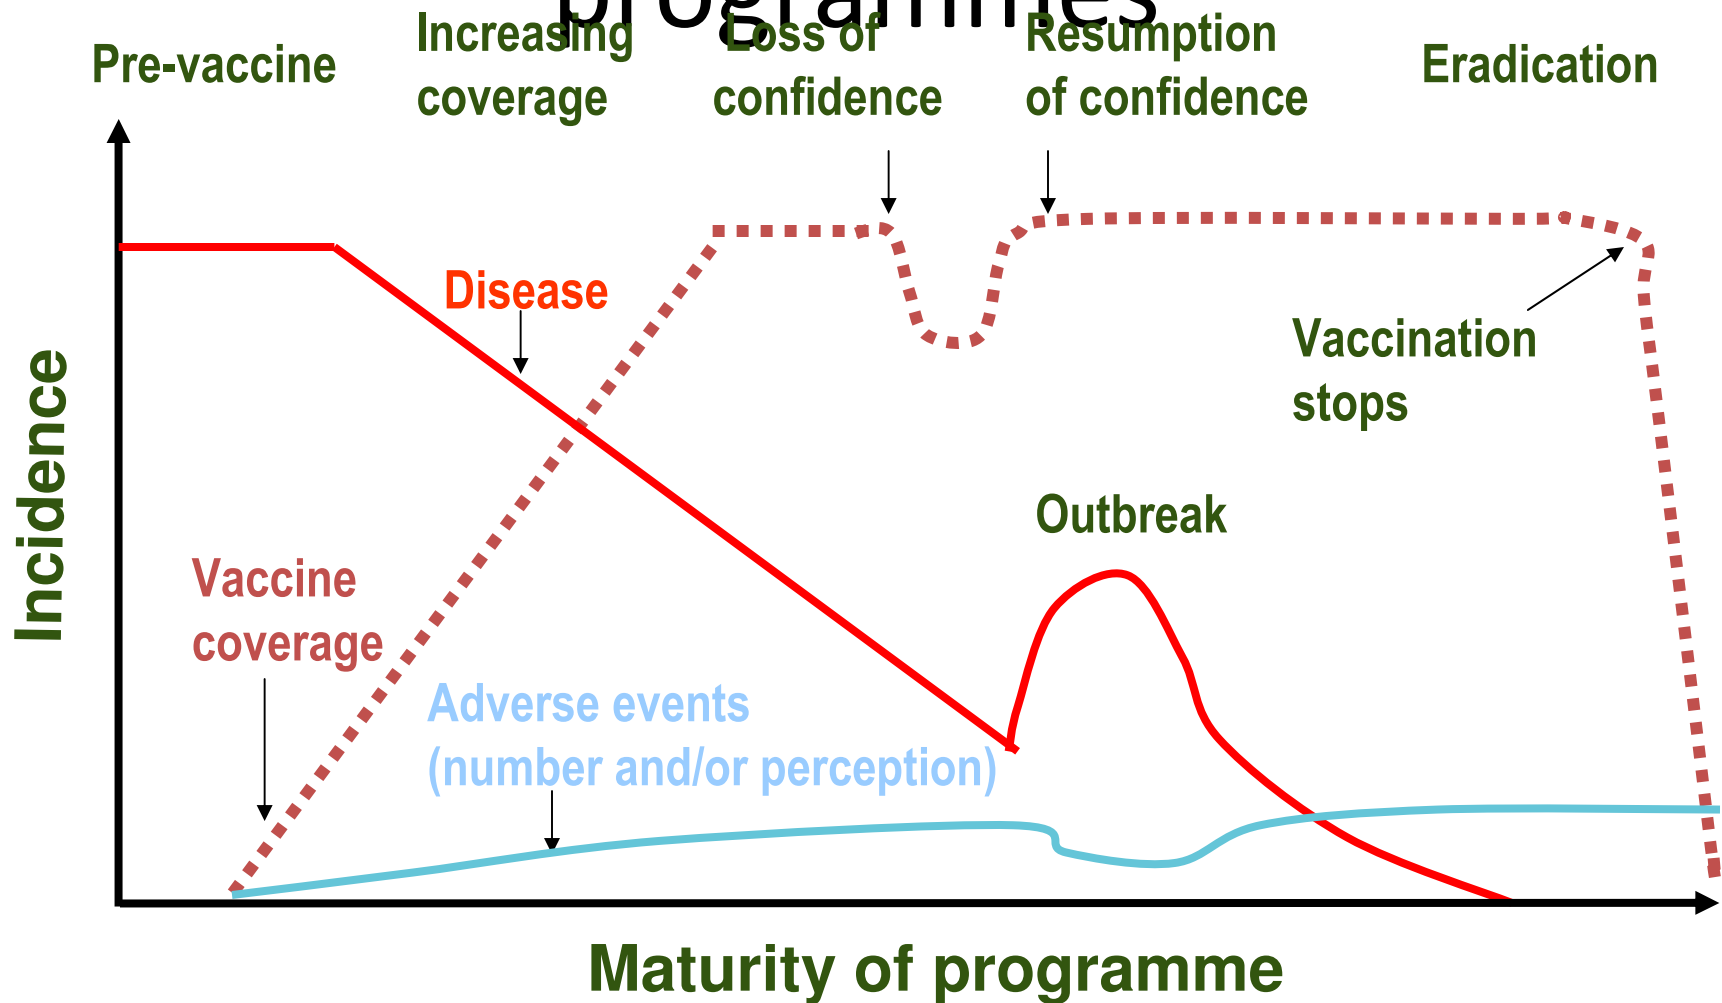 programmes
Pre-vaccine
Increasing
coverage
Loss of
confidence
Resumption
of confidence
Eradication
Disease
Vaccination
stops
Incidence
Outbreak
Vaccine
coverage
Adverse events
(number and/or perception)
Maturity of programme